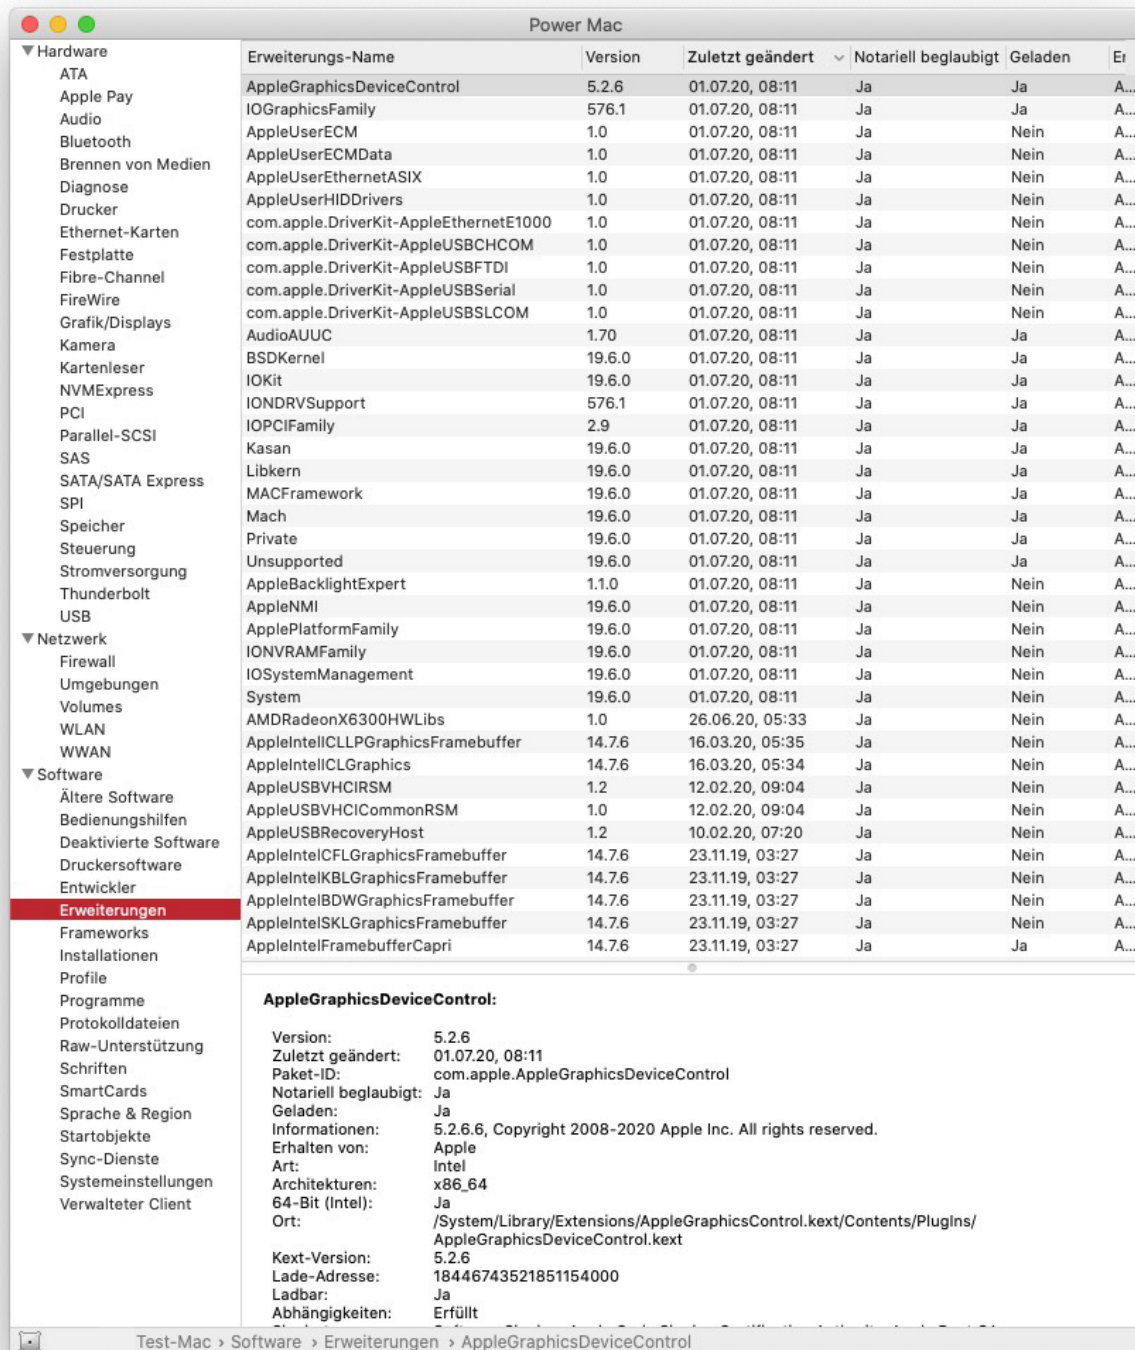 Power Mac
Hardware
ATA
Apple Pay
Audio
Bluetooth
Brennen von Medien
Diagnose
Drucker
Ethernet-Karten
Festplatte
Fibre-Channel
FireWire
Grafik/Displays
Kamera
Kartenleser
NVMExpress
PCI
Parallel-SCSI
SAS
SATA/SATA Express
SPI
Speicher
Steuerung
Stromversorgung
Thunderbolt
USB
Netzwerk
Firewall
Umgebungen
Volumes
WLAN
WWAN
Software
Ältere Software
Bedienungshilfen
Deaktivierte Software
Druckersoftware
Entwickler
Erweiterungen
Frameworks
Installationen
Profile
Programme
Protokolldateien
Raw-Unterstützung
Schriften
SmartCards
Sprache & Region
Startobjekte
Sync-Dienste
Systemeinstellungen
Verwalteter Client
Erweiterungs-Name Version Zuletzt geändert Notariell beglaubigt Geladen Er
AppleGraphicsDeviceControl 5.2.6 01.07.20, 08:11 Ja Ja A...
IOGraphicsFamily 576.1 01.07.20, 08:11 Ja Ja A...
AppleUserECM 1.0 01.07.20, 08:11 Ja Nein A...
AppleUserECMData 1.0 01.07.20, 08:11 Ja Nein A...
AppleUserEthernetASIX 1.0 01.07.20, 08:11 Ja Nein A...
AppleUserHIDDrivers 1.0 01.07.20, 08:11 Ja Nein A...
com.apple.DriverKit-AppleEthernetE1000 1.0 01.07.20, 08:11 Ja Nein A...
com.apple.DriverKit-AppleUSBCHCOM 1.0 01.07.20, 08:11 Ja Nein A...
com.apple.DriverKit-AppleUSBFTDI 1.0 01.07.20, 08:11 Ja Nein A...
com.apple.DriverKit-AppleUSBSerial 1.0 01.07.20, 08:11 Ja Nein A...
com.apple.DriverKit-AppleUSBSLCOM 1.0 01.07.20, 08:11 Ja Nein A...
AudioAUUC 1.70 01.07.20, 08:11 Ja Ja A...
BSDKernel 19.6.0 01.07.20, 08:11 Ja Ja A...
IOKit 19.6.0 01.07.20, 08:11 Ja Ja A...
IONDRVSupport 576.1 01.07.20, 08:11 Ja Ja A...
IOPCIFamily 2.9 01.07.20, 08:11 Ja Ja A...
Kasan 19.6.0 01.07.20, 08:11 Ja Ja A...
Libkern 19.6.0 01.07.20, 08:11 Ja Ja A...
MACFramework 19.6.0 01.07.20, 08:11 Ja Ja A...
Mach 19.6.0 01.07.20, 08:11 Ja Ja A...
Private 19.6.0 01.07.20, 08:11 Ja Ja A...
Unsupported 19.6.0 01.07.20, 08:11 Ja Ja A...
AppleBacklightExpert 1.1.0 01.07.20, 08:11 Ja Nein A...
AppleNMI 19.6.0 01.07.20, 08:11 Ja Nein A...
ApplePlatformFamily 19.6.0 01.07.20, 08:11 Ja Nein A...
IONVRAMFamily 19.6.0 01.07.20, 08:11 Ja Nein A...
IOSystemManagement 19.6.0 01.07.20, 08:11 Ja Nein A...
System 19.6.0 01.07.20, 08:11 Ja Nein A...
AMDRadeonX6300HWLibs 1.0 26.06.20, 05:33 Ja Nein A...
AppleIntelICLLPGraphicsFramebuffer 14.7.6 16.03.20, 05:35 Ja Nein A...
AppleIntelICLGraphics 14.7.6 16.03.20, 05:34 Ja Nein A...
AppleUSBVHCIRSM 1.2 12.02.20, 09:04 Ja Nein A...
AppleUSBVHCICommonRSM 1.0 12.02.20, 09:04 Ja Nein A...
AppleUSBRecoveryHost 1.2 10.02.20, 07:20 Ja Nein A...
AppleIntelCFLGraphicsFramebuffer 14.7.6 23.11.19, 03:27 Ja Nein A...
AppleIntelKBLGraphicsFramebuffer 14.7.6 23.11.19, 03:27 Ja Nein A...
AppleIntelBDWGraphicsFramebuffer 14.7.6 23.11.19, 03:27 Ja Nein A...
AppleIntelSKLGraphicsFramebuffer 14.7.6 23.11.19, 03:27 Ja Nein A...
AppleIntelFramebufferCapri 14.7.6 23.11.19, 03:27 Ja Ja A...
AppleGraphicsDeviceControl:
Version: 5.2.6
Zuletzt geändert: 01.07.20, 08:11
Paket-ID: com.apple.AppleGraphicsDeviceControl
Notariell beglaubigt: Ja
Geladen: Ja
Informationen: 5.2.6.6, Copyright 2008-2020 Apple Inc. All rights reserved.
Erhalten von: Apple
Art: Intel
Architekturen: x86_64
64-Bit (Intel): Ja
Ort: /System/Library/Extensions/AppleGraphicsControl.kext/Contents/PlugIns/
AppleGraphicsDeviceControl.kext
Kext-Version: 5.2.6
Lade-Adresse: 18446743521851154000
Ladbar: Ja
Abhängigkeiten: Erfüllt
Test-Mac › Software › Erweiterungen › AppleGraphicsDeviceControl